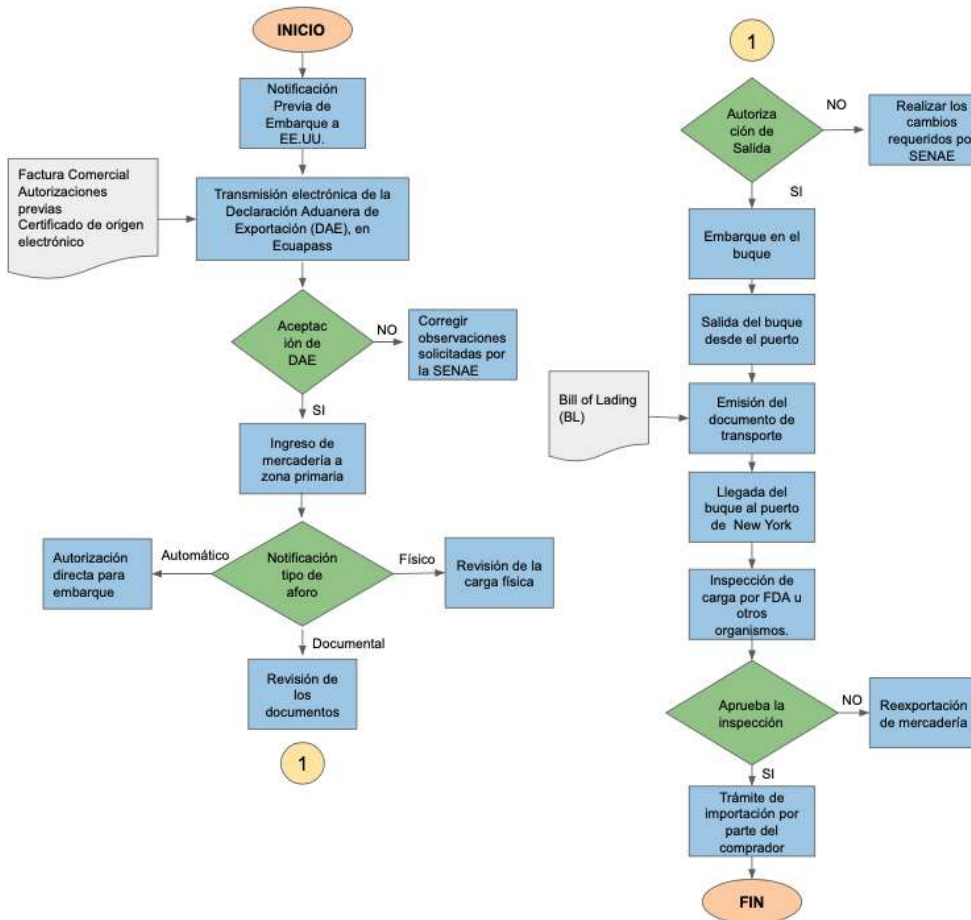 INICIO
Notificación
Previa de
Embarque a
EE.UU.
Factura Comercial
Autorizaciones
previas
Certificado de origen
electrónico
Transmisión electrónica de la
Declaración Aduanera de
Exportación (DAE), en
Ecuapass
Aceptac
ión de
DAE
NO
Corregir
observaciones
solicitadas por
la SENAE
SI
Ingreso de
mercadería a
zona primaria
Notificación
tipo de
aforo
Automático
Autorización
directa para
embarque
Físico
Revisión de la
carga física
Documental
Revisión de
los
documentos
1
1
Autoriza
ción de
Salida
NO
Realizar los
cambios
requeridos po
SENAE
SI
Embarque en el
buque
Salida del buque
desde el puerto
Bill of Lading
(BL)
Emisión del
documento de
transporte
Llegada del
buque al puerto
de New York
Inspección de
carga por FDA u
otros
organismos.
Aprueba la
inspección
NO
Reexportación
de mercadería
SI
Trámite de
importación por
parte del
comprador
FIN